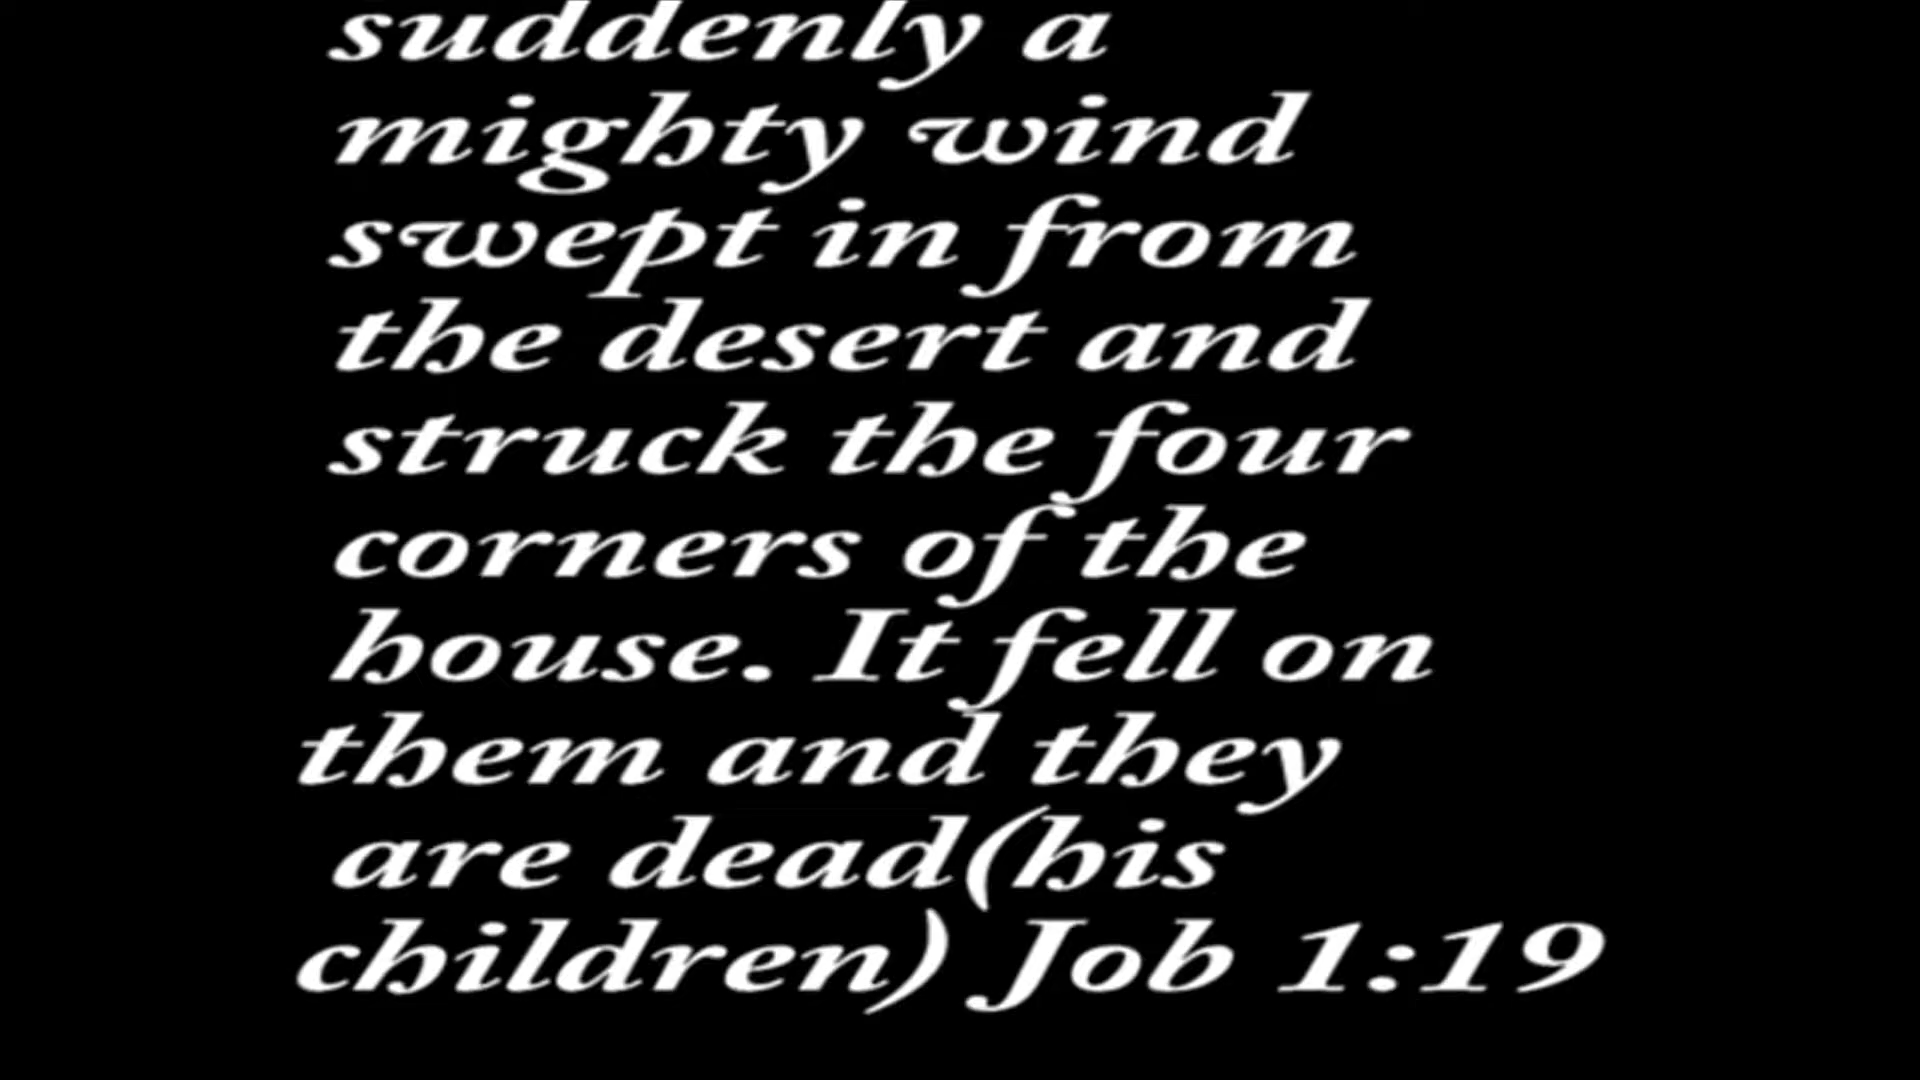 suddenly a
mighty wind
swept in from
the desert and
struck the four
corners of the
house. It fell on
them and they
are dead(his
children) Job 1:19